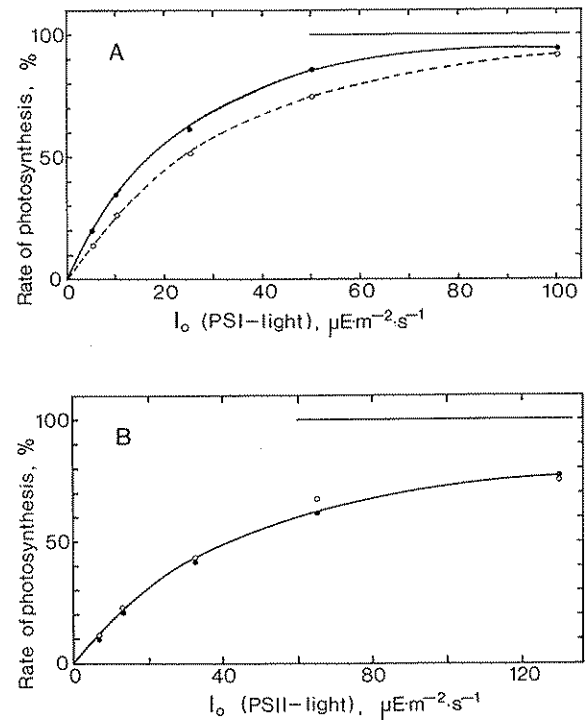 A
100
50
0
Rate of photosynthesis, %
0 20 40 60 80 100
I₀ (PSI-light), µE·m⁻²·s⁻¹
B
100
50
0
Rate of photosynthesis, %
0 40 80 120
I₀ (PSII-light), µE·m⁻²·s⁻¹